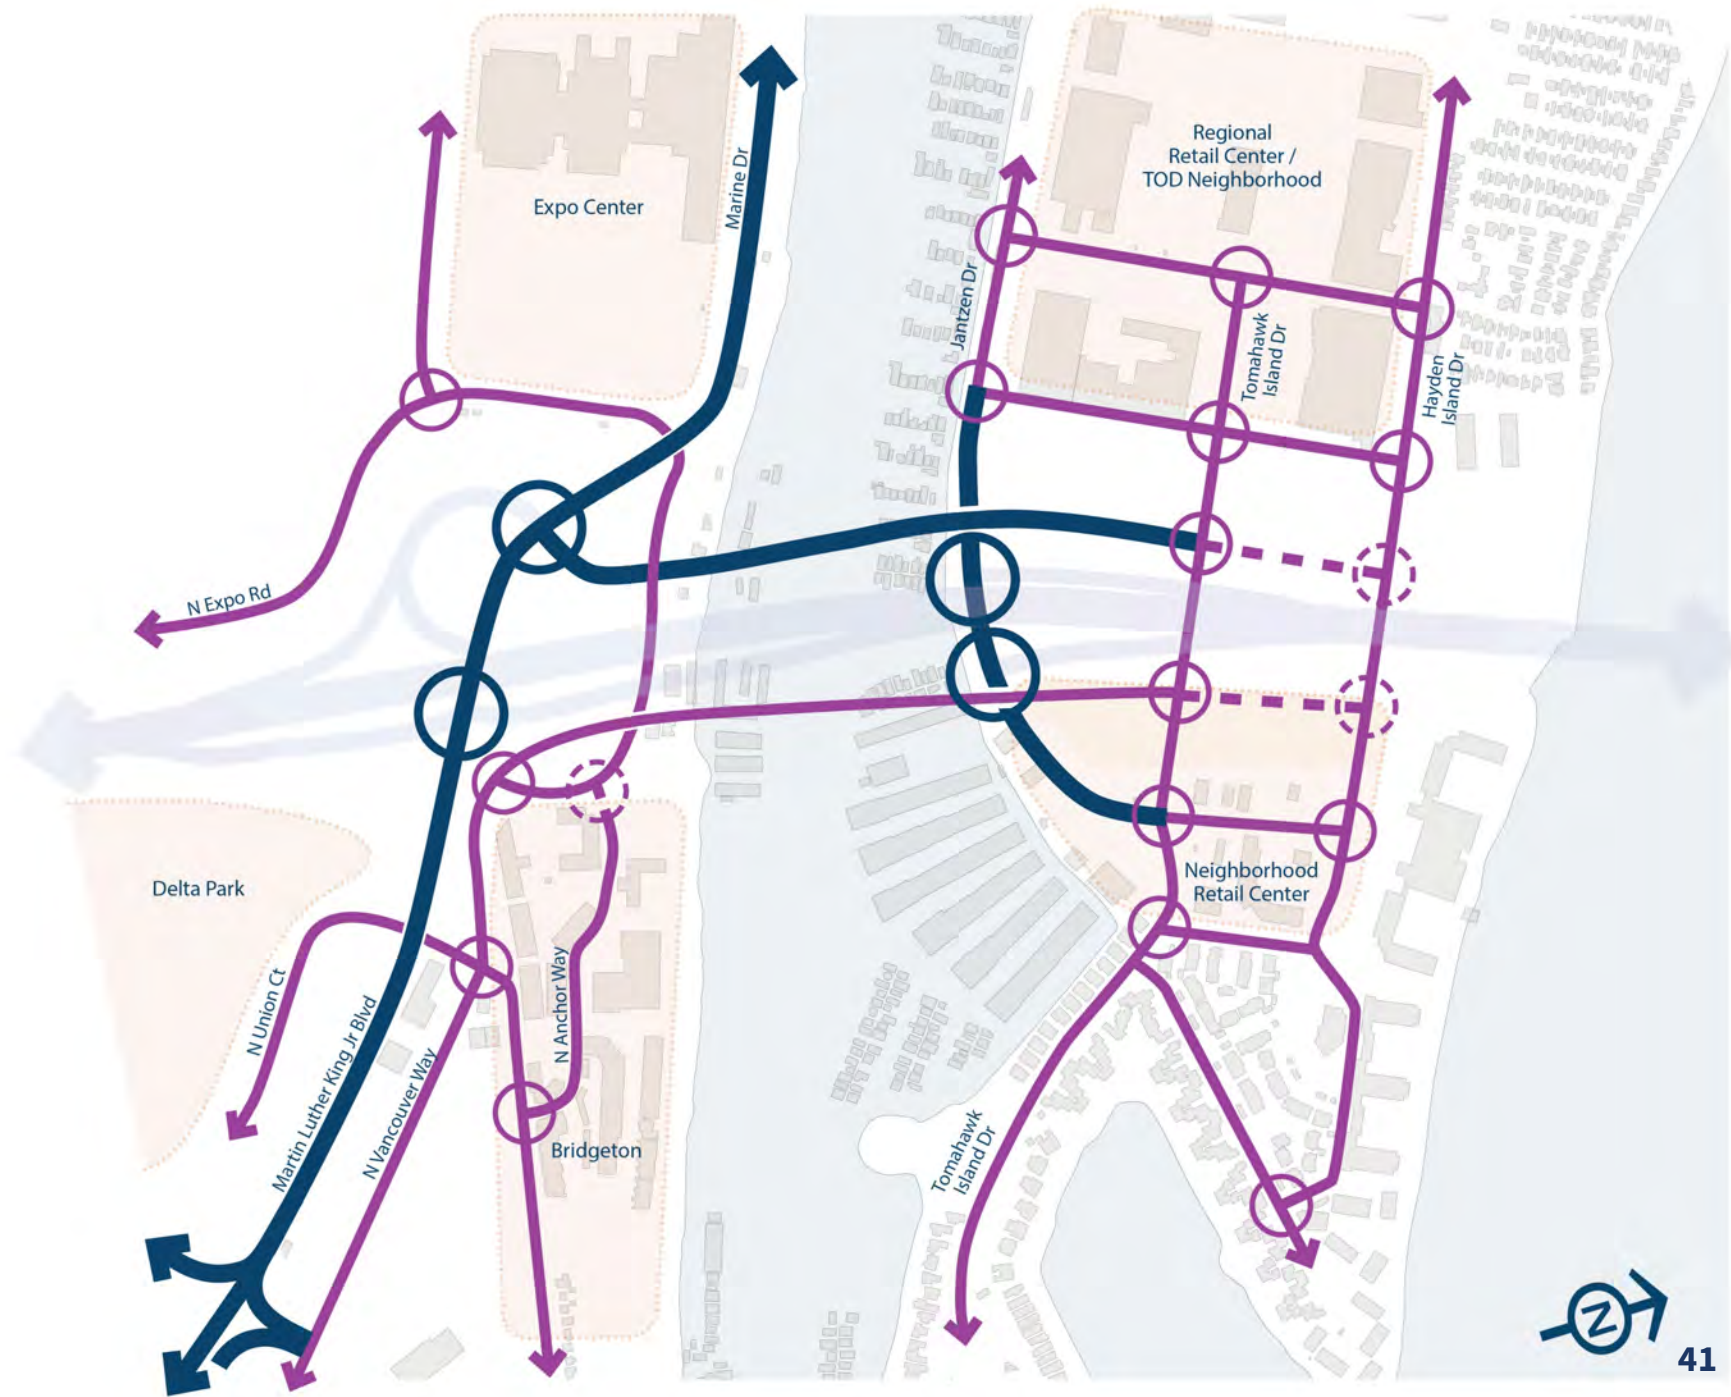 Regional
Retail Center /
TOD Neighborhood
Expo Center
Marine Dr
Jantzen Dr
Tomahawk
Island Dr
Hayden
Island Dr
N Expo Rd
Delta Park
Neighborhood
Retail Center
N Union Ct
Martin Luther King Jr Blvd
N Vancouver Way
N Anchor Way
Bridgeton
Tomahawk
Island Dr
N
41